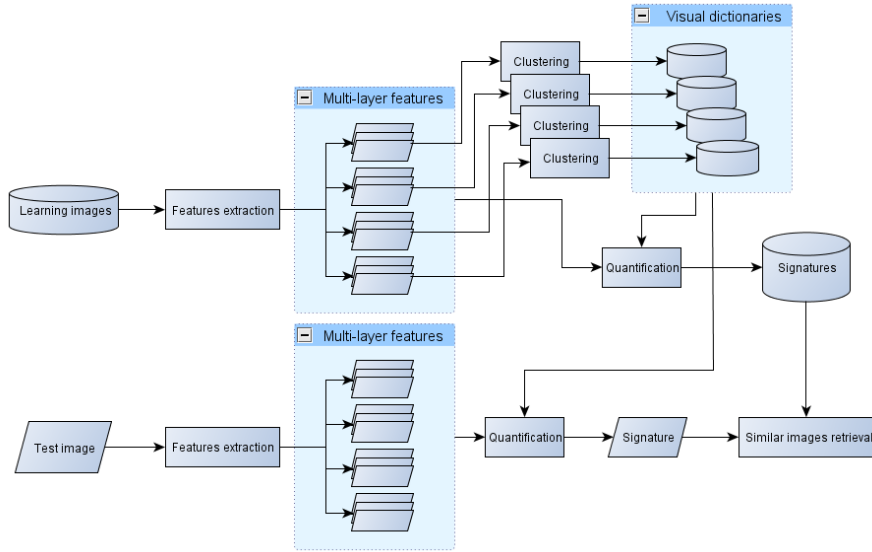 Visual dictionaries
Clustering
Clustering
Clustering
Clustering
Multi-layer features
Learning images
Features extraction
Quantification
Signatures
Multi-layer features
Test image
Features extraction
Quantification
Signature
Similar images retrieval